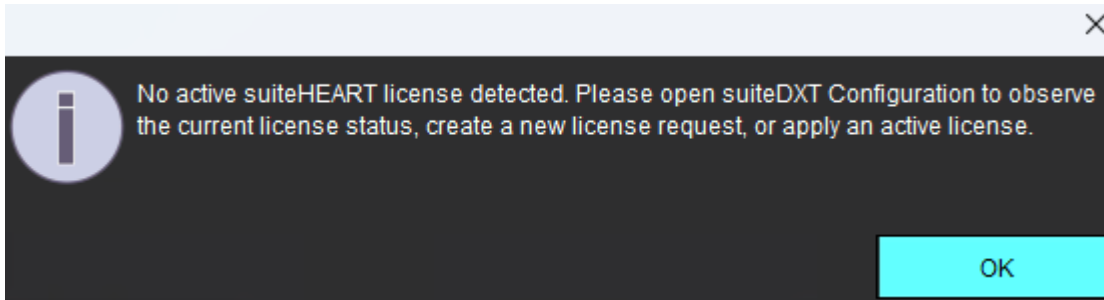 No active suiteHEART license detected. Please open suiteDXT Configuration to observe
the current license status, create a new license request, or apply an active license.
OK